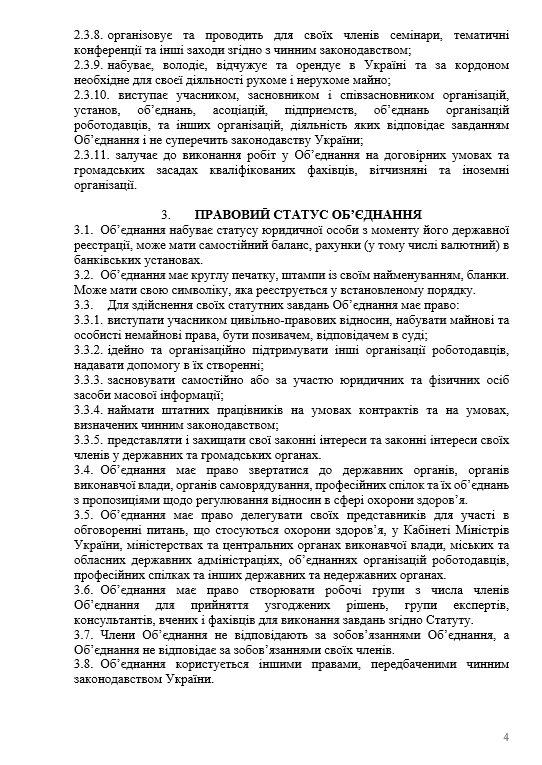 2.3.8. організовує та проводить для своїх членів семінари, тематичні
конференції та інші заходи згідно з чинним законодавством;
2.3.9. набуває, володіє, відчужує та орендує в Україні та за кордоном
необхідне для своєї діяльності рухоме і нерухоме майно;
2.3.10. виступає учасником, засновником і співзасновником організацій,
установ, об’єднань, асоціацій, підприємств, об’єднань організацій
роботодавців, та інших організацій, діяльність яких відповідає завданням
Об’єднання і не суперечить законодавству України;
2.3.11. залучає до виконання робіт у Об’єднання на договірних умовах та
громадських засадах кваліфікованих фахівців, вітчизняні та іноземні
організації.
3. ПРАВОВИЙ СТАТУС ОБ’ЄДНАННЯ
3.1. Об’єднання набуває статусу юридичної особи з моменту його державної
реєстрації, може мати самостійний баланс, рахунки (у тому числі валютний) в
банківських установах.
3.2. Об’єднання має круглу печатку, штампи із своїм найменуванням, бланки.
Може мати свою символіку, яка реєструється у встановленому порядку.
3.3. Для здійснення своїх статутних завдань Об’єднання має право:
3.3.1. виступати учасником цивільно-правових відносин, набувати майнові та
особисті немайнові права, бути позивачем, відповідачем в суді;
3.3.2. ідейно та організаційно підтримувати інші організації роботодавців,
надавати допомогу в їх створенні;
3.3.3. засновувати самостійно або за участю юридичних та фізичних осіб
засоби масової інформації;
3.3.4. наймати штатних працівників на умовах контрактів та на умовах,
визначених чинним законодавством;
3.3.5. представляти і захищати свої законні інтереси та законні інтереси своїх
членів у державних та громадських органах.
3.4. Об’єднання має право звертатися до державних органів, органів
виконавчої влади, органів самоврядування, професійних спілок та їх об’єднань
з пропозиціями щодо регулювання відносин в сфері охорони здоров’я.
3.5. Об’єднання має право делегувати своїх представників для участі в
обговоренні питань, що стосуються охорони здоров’я, у Кабінеті Міністрів
України, міністерствах та центральних органах виконавчої влади, міських та
обласних державних адміністраціях, об’єднаннях організацій роботодавців,
професійних спілках та інших державних та недержавних органах.
3.6. Об’єднання має право створювати робочі групи з числа членів
Об’єднання для прийняття узгоджених рішень, групи експертів,
консультантів, вчених і фахівців для виконання завдань згідно Статуту.
3.7. Члени Об’єднання не відповідають за зобов’язаннями Об’єднання, а
Об’єднання не відповідає за зобов’язаннями своїх членів.
3.8. Об’єднання користується іншими правами, передбаченими чинним
законодавством України.
4